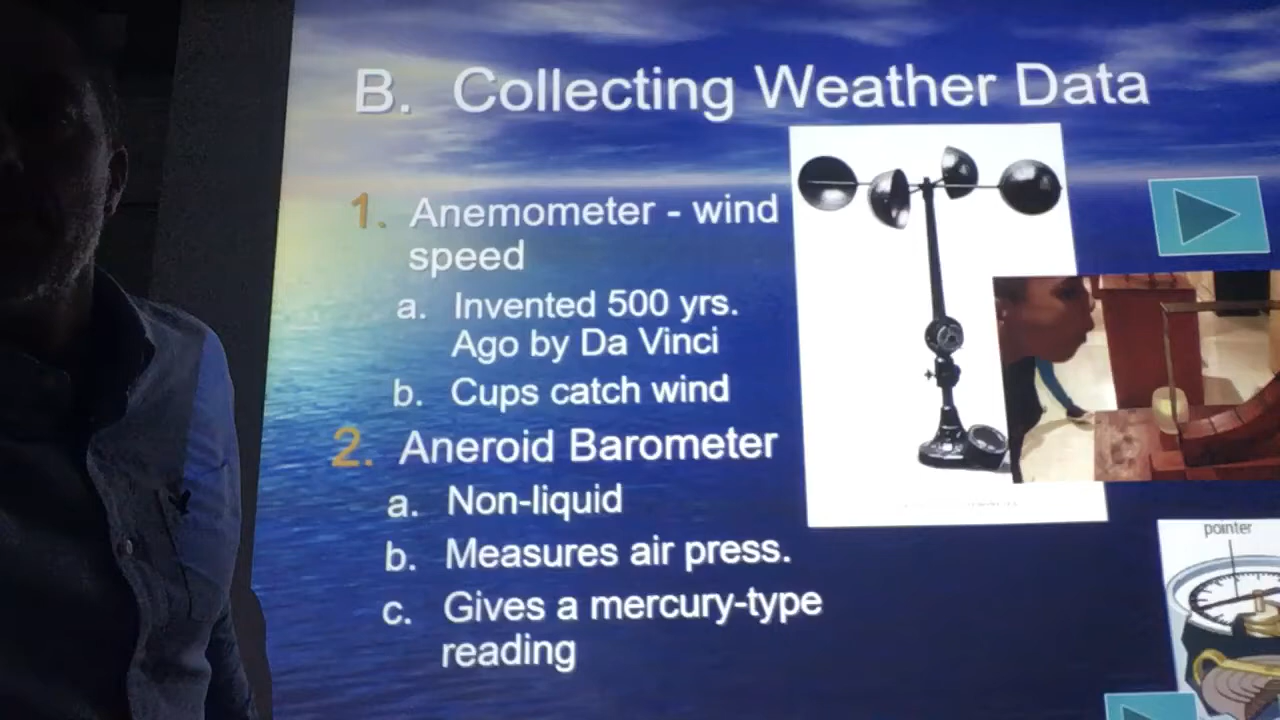 B. Collecting Weather Data
1. Anemometer - wind
speed
a. Invented 500 yrs.
Ago by Da Vinci
b. Cups catch wind
2. Aneroid Barometer
a. Non-liquid
b. Measures air press.
c. Gives a mercury-type
reading
pointer